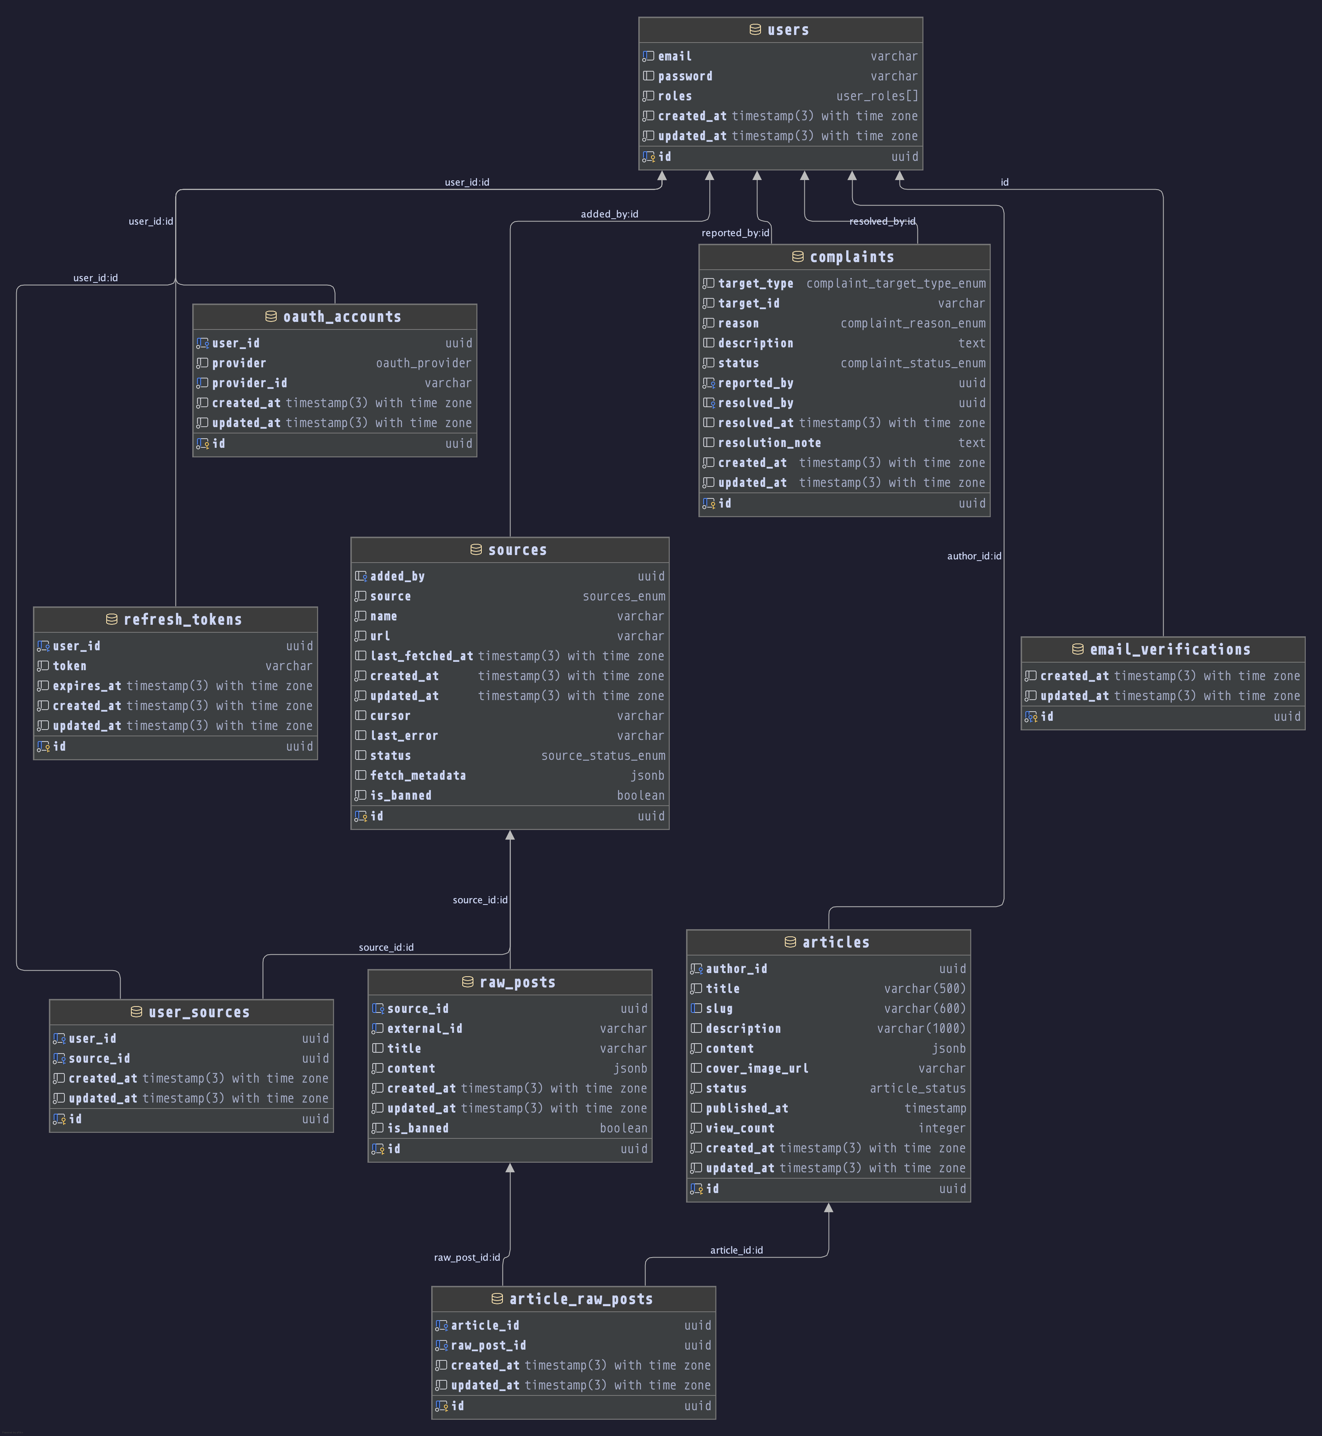 users
email varchar
password varchar
roles user_roles[]
created_at timestamp(3) with time zone
updated_at timestamp(3) with time zone
id uuid
user_id:id
id
user_id:id
added_by:id
reported_by:id
resolved_by:id
user_id:id
complaints
target_type complaint_target_type_enum
target_id varchar
reason complaint_reason_enum
description text
status complaint_status_enum
reported_by uuid
resolved_by uuid
resolved_at timestamp(3) with time zone
resolution_note text
created_at timestamp(3) with time zone
updated_at timestamp(3) with time zone
id uuid
oauth_accounts
user_id uuid
provider oauth_provider
provider_id varchar
created_at timestamp(3) with time zone
updated_at timestamp(3) with time zone
id uuid
author_id:id
sources
added_by uuid
source sources_enum
name varchar
url varchar
last_fetched_at timestamp(3) with time zone
created_at timestamp(3) with time zone
updated_at timestamp(3) with time zone
cursor varchar
last_error varchar
status source_status_enum
fetch_metadata jsonb
is_banned boolean
id uuid
refresh_tokens
user_id uuid
token varchar
expires_at timestamp(3) with time zone
created_at timestamp(3) with time zone
updated_at timestamp(3) with time zone
id uuid
email_verifications
created_at timestamp(3) with time zone
updated_at timestamp(3) with time zone
id uuid
source_id:id
source_id:id
articles
author_id uuid
title varchar(500)
slug varchar(600)
description varchar(1000)
content jsonb
cover_image_url varchar
status article_status
published_at timestamp
view_count integer
created_at timestamp(3) with time zone
updated_at timestamp(3) with time zone
id uuid
raw_posts
source_id uuid
external_id varchar
title varchar
content jsonb
created_at timestamp(3) with time zone
updated_at timestamp(3) with time zone
is_banned boolean
id uuid
user_sources
user_id uuid
source_id uuid
created_at timestamp(3) with time zone
updated_at timestamp(3) with time zone
id uuid
raw_post_id:id
article_id:id
article_raw_posts
article_id uuid
raw_post_id uuid
created_at timestamp(3) with time zone
updated_at timestamp(3) with time zone
id uuid